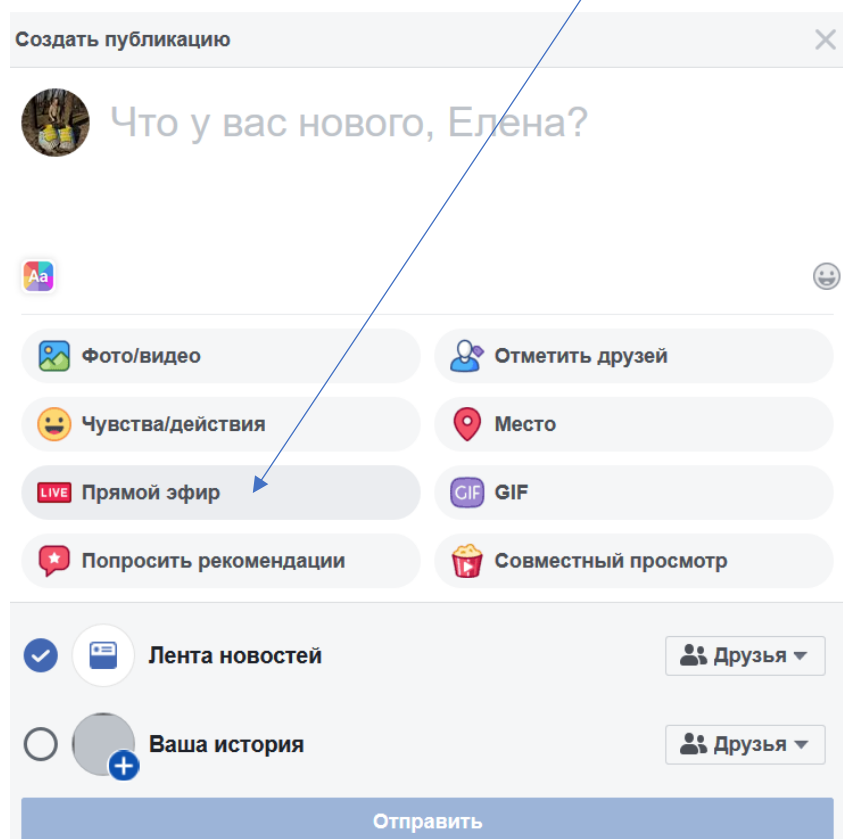 Создать публикацию
Что у вас нового, Елена?
Aa
Фото/видео
Отметить друзей
Чувства/действия
Место
LIVE Прямой эфир
GIF GIF
Попросить рекомендации
Совместный просмотр
Лента новостей
Друзья
Ваша история
Друзья
Отправить